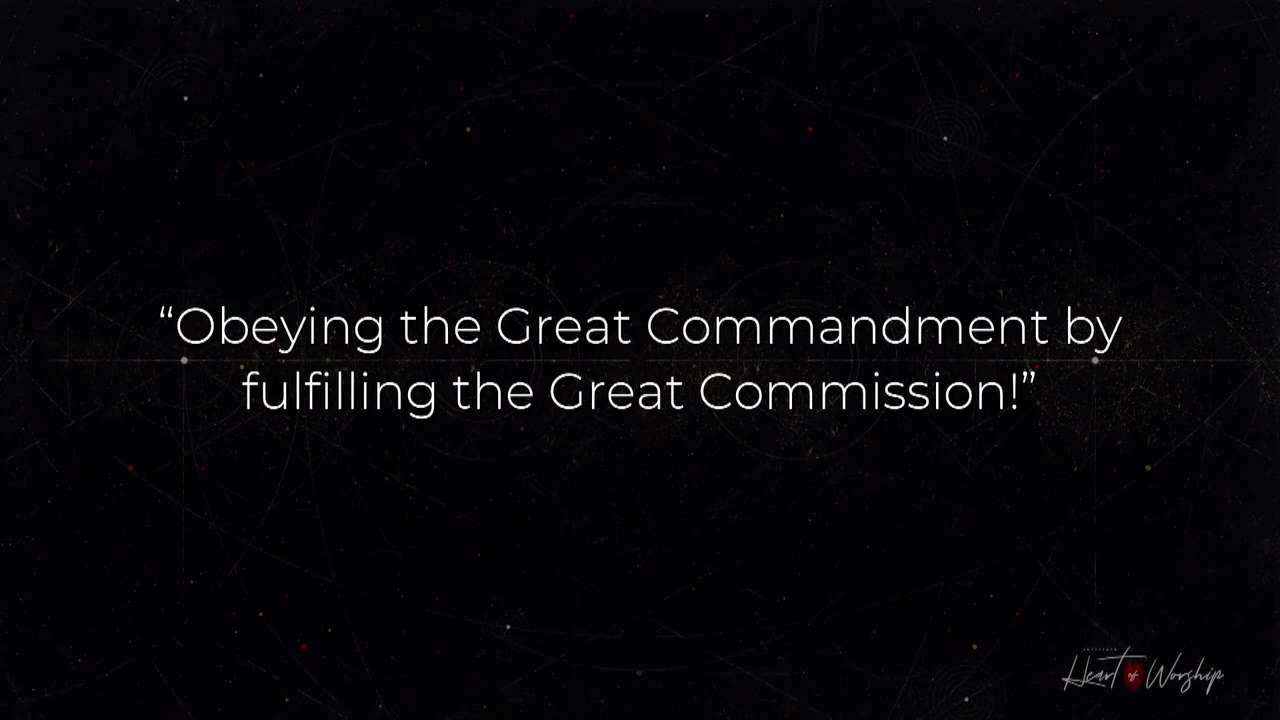 “Obeying the Great Commandment by
fulfilling the Great Commission!”
Heart of Worship